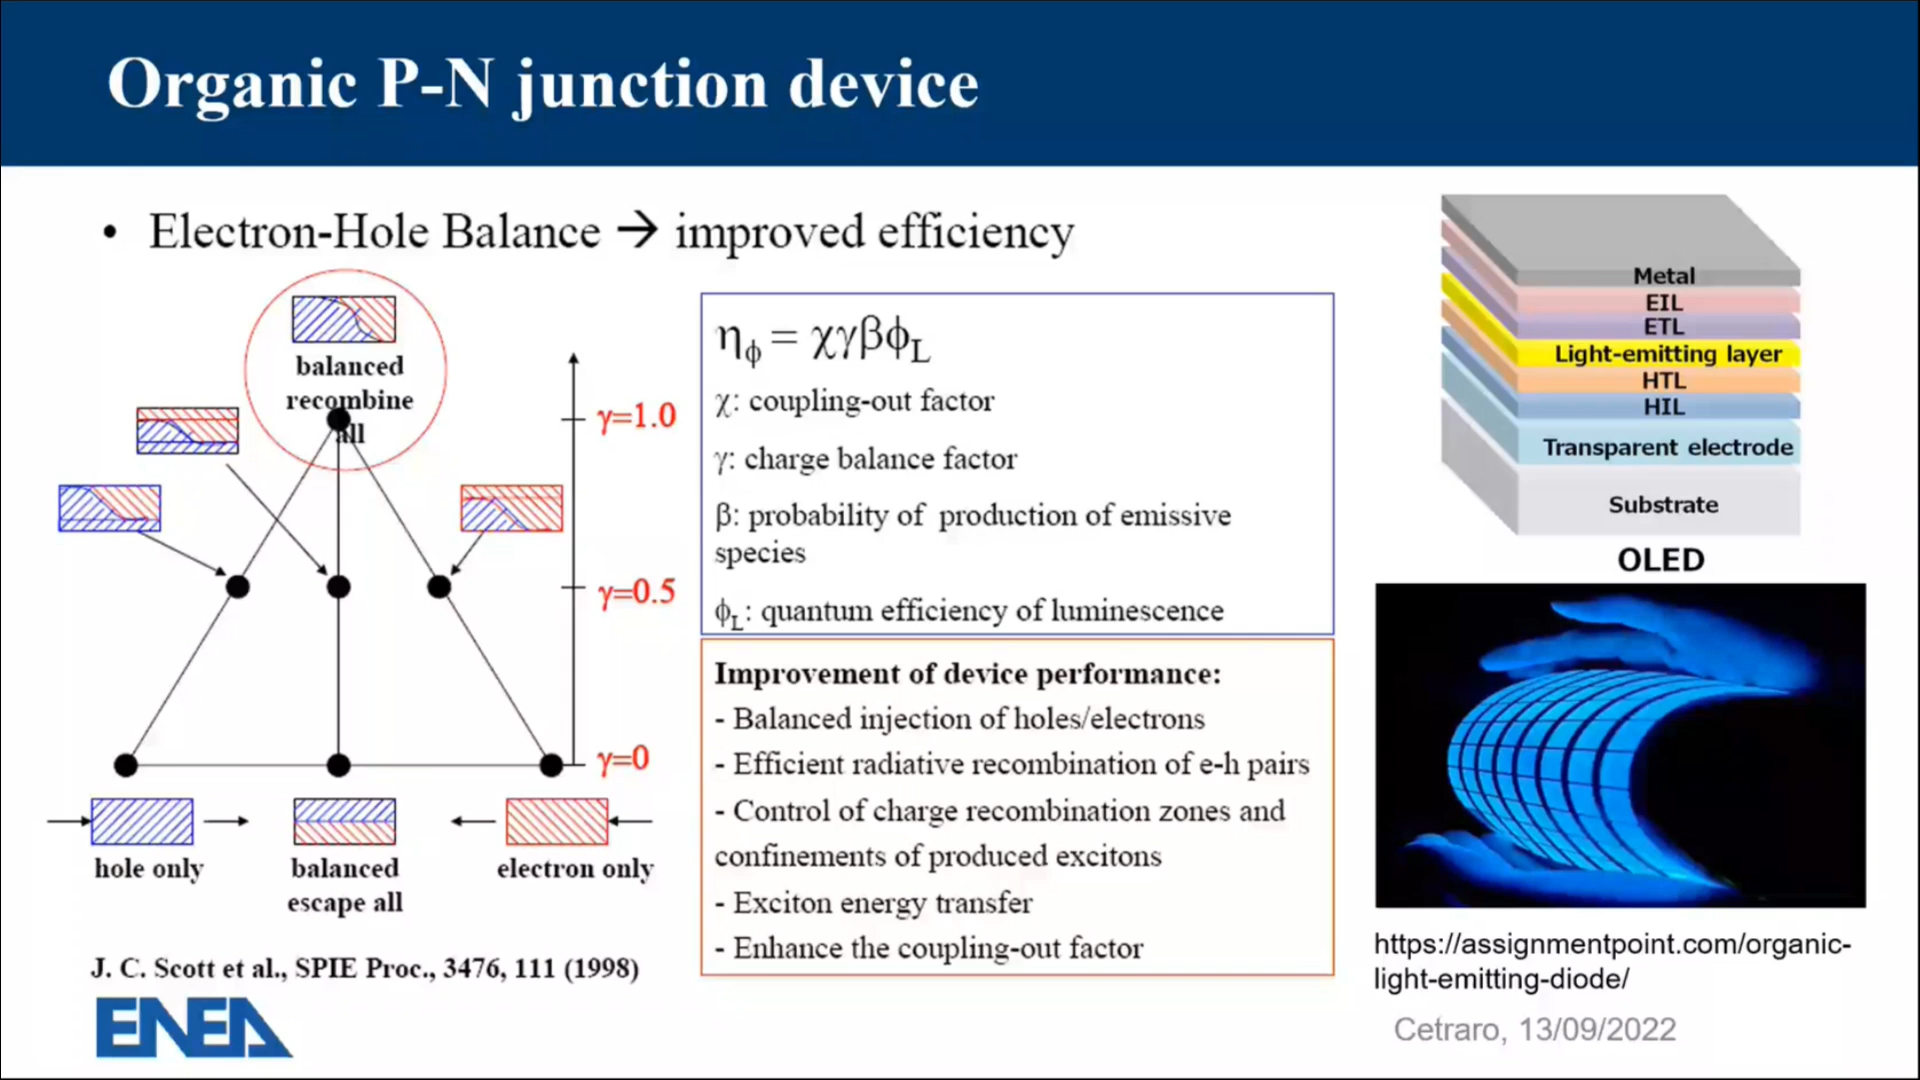 Organic P-N junction device
• Electron-Hole Balance → improved efficiency
balanced
recombine
all
γ=1.0
γ=0.5
γ=0
hole only
balanced
escape all
electron only
J. C. Scott et al., SPIE Proc., 3476, 111 (1998)
ηϕ = χγβϕL
χ: coupling-out factor
γ: charge balance factor
β: probability of production of emissive
species
ϕL: quantum efficiency of luminescence
Improvement of device performance:
- Balanced injection of holes/electrons
- Efficient radiative recombination of e-h pairs
- Control of charge recombination zones and
confinements of produced excitons
- Exciton energy transfer
- Enhance the coupling-out factor
Metal
EIL
ETL
Light-emitting layer
HTL
HIL
Transparent electrode
Substrate
OLED
https://assignmentpoint.com/organic-
light-emitting-diode/
ENEA
Cetraro, 13/09/2022